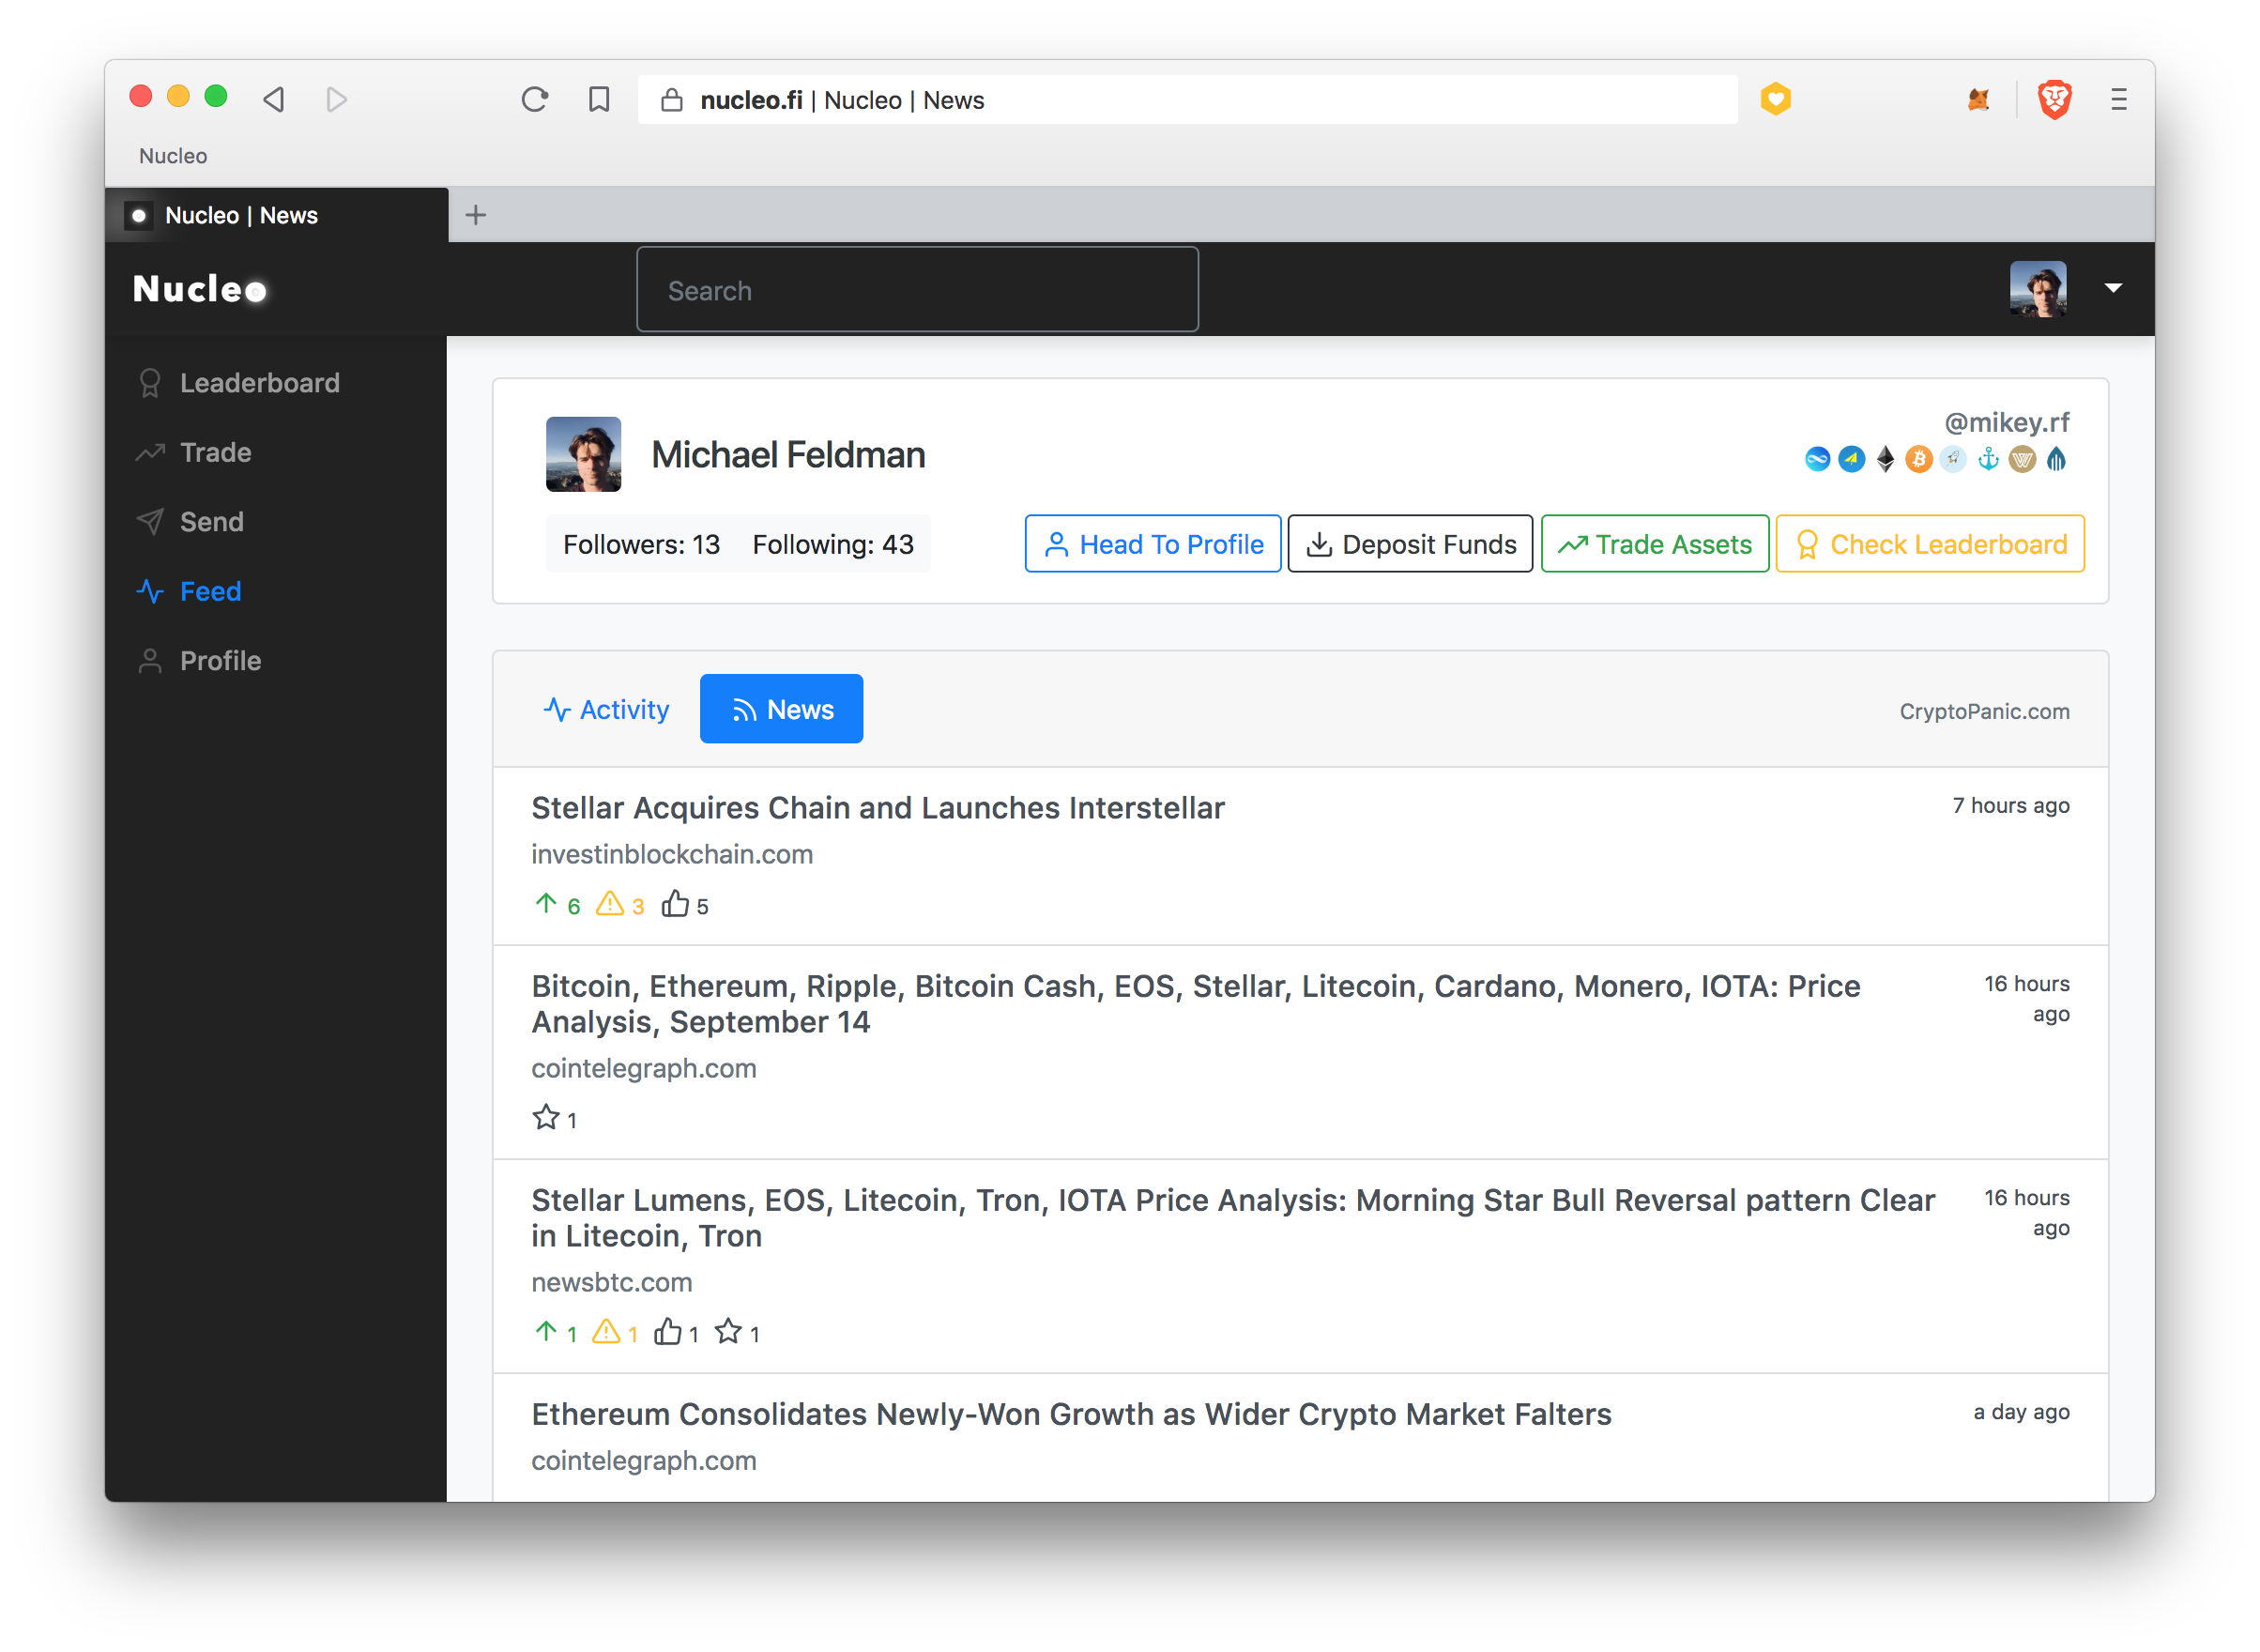 nucleo.fi | Nucleo | News
Nucleo
Nucleo | News
Nucleo
Search
Leaderboard
Trade
Send
Feed
Profile
Michael Feldman
@mikey.rf
Followers: 13 Following: 43
Head To Profile
Deposit Funds
Trade Assets
Check Leaderboard
Activity
News
CryptoPanic.com
Stellar Acquires Chain and Launches Interstellar
7 hours ago
investinblockchain.com
6 3 5
Bitcoin, Ethereum, Ripple, Bitcoin Cash, EOS, Stellar, Litecoin, Cardano, Monero, IOTA: Price
Analysis, September 14
16 hours
ago
cointelegraph.com
1
Stellar Lumens, EOS, Litecoin, Tron, IOTA Price Analysis: Morning Star Bull Reversal pattern Clear
in Litecoin, Tron
16 hours
ago
newsbtc.com
1 1 1 1
Ethereum Consolidates Newly-Won Growth as Wider Crypto Market Falters
a day ago
cointelegraph.com